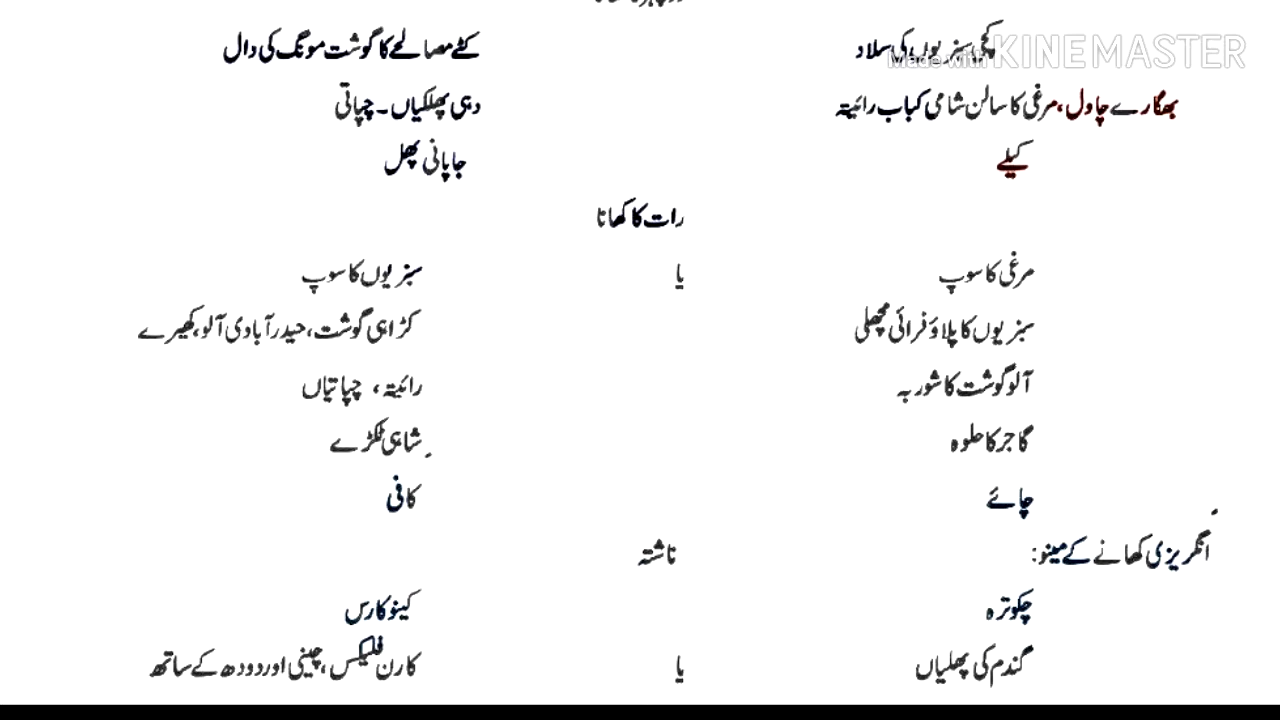 Made with KINEMASTER
کچی سبزیوں کی سلاد کٹے مصالحے کا گوشت مونگ کی دال
بھگارے چاول، مرغی کا سالن شامی کباب رائیتہ دہی پھلکیاں۔ چپاتی
کیلے جاپانی پھل
رات کا کھانا
مرغی کا سوپ یا سبزیوں کا سوپ
سبزیوں کا پلاؤ فرائی مچھلی کڑاہی گوشت، حیدرآبادی آلو، کھیرے
آلو گوشت کا شوربہ رائیتہ، چپاتیاں
گاجر کا حلوہ شاہی ٹکڑے
چائے کافی
انگریزی کھانے کے مینو: ناشتہ
چکوترہ کینو کا رس
گندم کی پھلیاں یا کارن فلیکس، چینی اور دودھ کے ساتھ